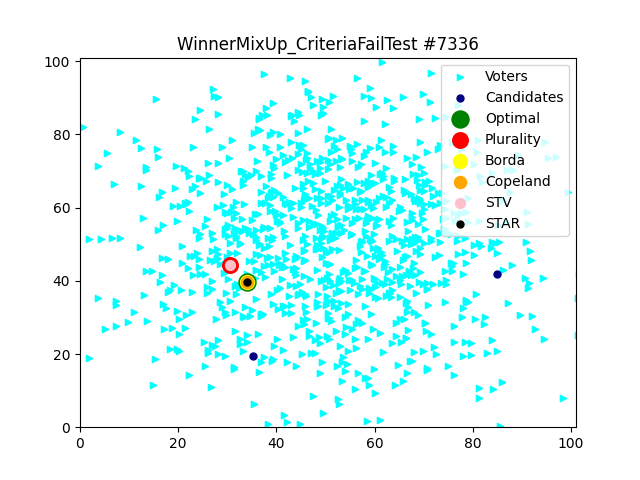 WinnerMixUp_CriteriaFailTest #7336
Voters
Candidates
Optimal
Plurality
Borda
Copeland
STV
STAR
100
80
60
40
20
0
0 20 40 60 80 100